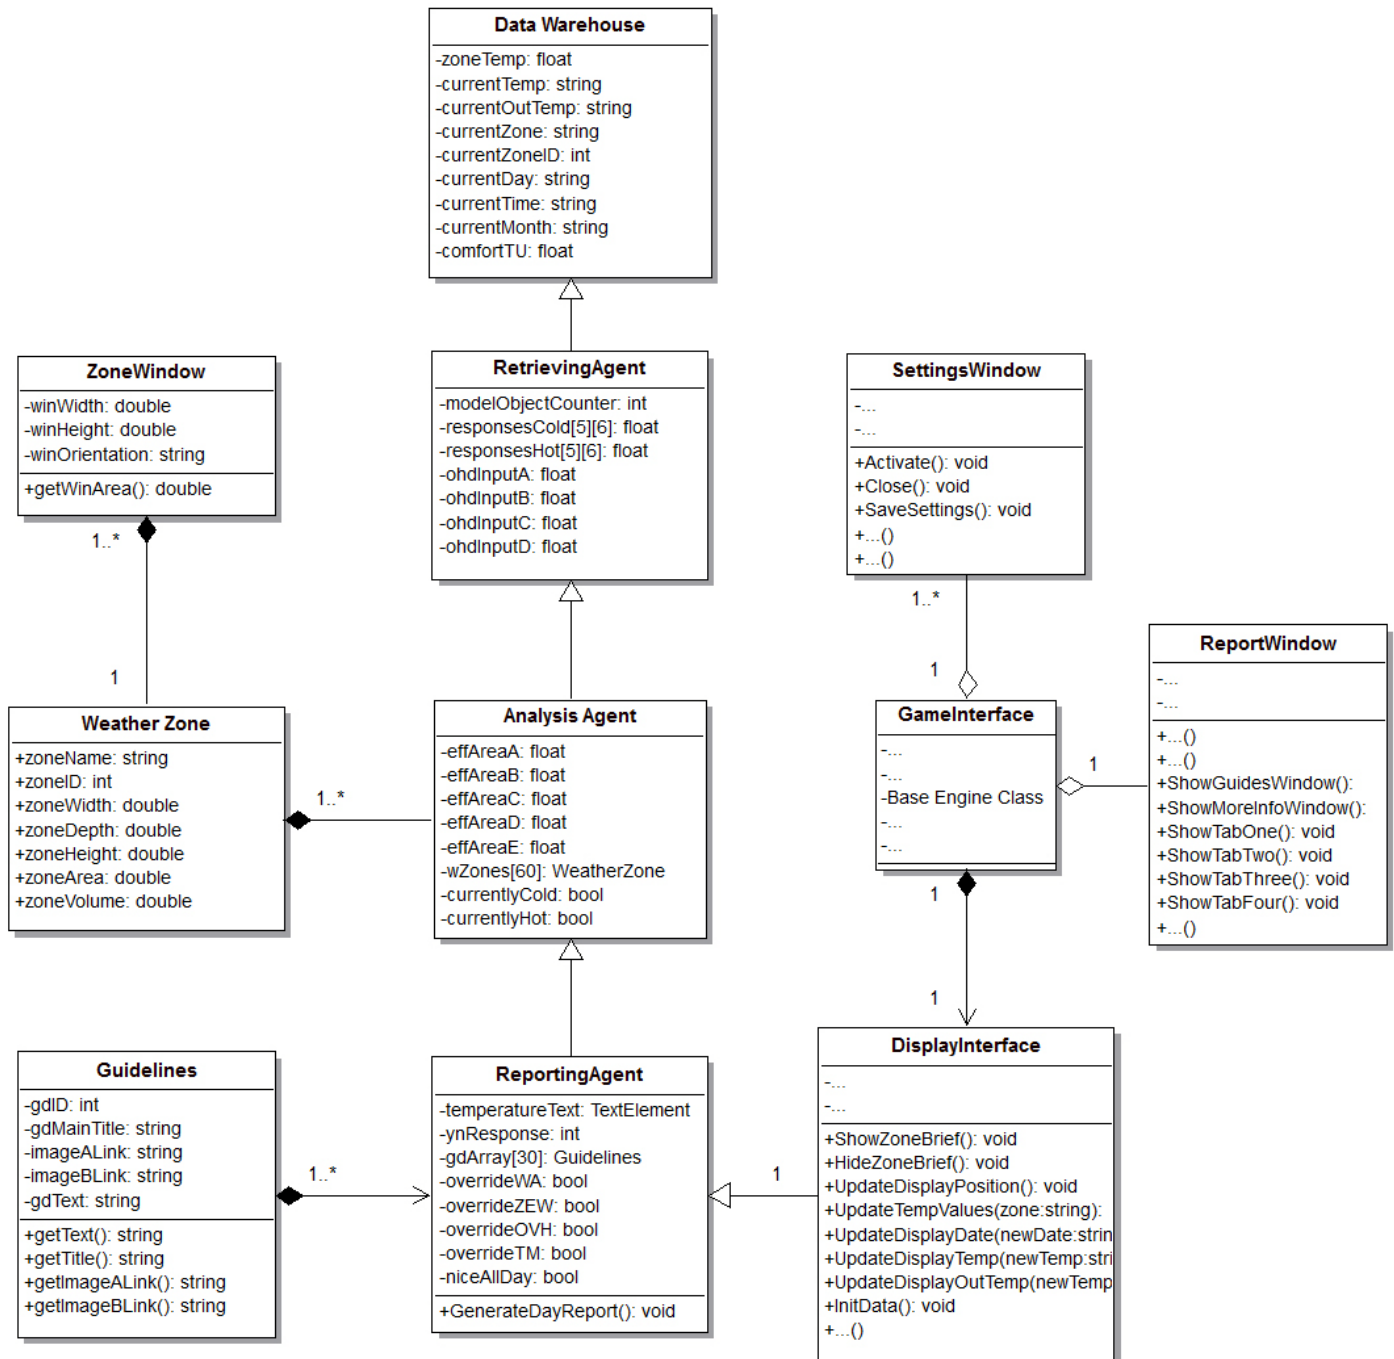 Data Warehouse
-zoneTemp: float
-currentTemp: string
-currentOutTemp: string
-currentZone: string
-currentZoneID: int
-currentDay: string
-currentTime: string
-currentMonth: string
-comfortTU: float
ZoneWindow
-winWidth: double
-winHeight: double
-winOrientation: string
+getWinArea(): double
1..*
1
RetrievingAgent
-modelObjectCounter: int
-responsesCold[5][6]: float
-responsesHot[5][6]: float
-ohdInputA: float
-ohdInputB: float
-ohdInputC: float
-ohdInputD: float
SettingsWindow
-...
-...
+Activate(): void
+Close(): void
+SaveSettings(): void
+...()
+...()
1..*
1
ReportWindow
-...
-...
+...()
+...()
+ShowGuidesWindow():
+ShowMoreInfoWindow():
+ShowTabOne(): void
+ShowTabTwo(): void
+ShowTabThree(): void
+ShowTabFour(): void
+...()
Weather Zone
+zoneName: string
+zoneID: int
+zoneWidth: double
+zoneDepth: double
+zoneHeight: double
+zoneArea: double
+zoneVolume: double
1..*
Analysis Agent
-effAreaA: float
-effAreaB: float
-effAreaC: float
-effAreaD: float
-effAreaE: float
-wZones[60]: WeatherZone
-currentlyCold: bool
-currentlyHot: bool
GameInterface
-...
-...
-Base Engine Class
-...
-...
1
1
1
Guidelines
-gdID: int
-gdMainTitle: string
-imageALink: string
-imageBLink: string
-gdText: string
+getText(): string
+getTitle(): string
+getImageALink(): string
+getImageBLink(): string
1..*
ReportingAgent
-temperatureText: TextElement
-ynResponse: int
-gdArray[30]: Guidelines
-overrideWA: bool
-overrideZEW: bool
-overrideOVH: bool
-overrideTM: bool
-niceAllDay: bool
+GenerateDayReport(): void
1
DisplayInterface
-...
-...
+ShowZoneBrief(): void
+HideZoneBrief(): void
+UpdateDisplayPosition(): void
+UpdateTempValues(zone:string):
+UpdateDisplayDate(newDate:strin
+UpdateDisplayTemp(newTemp:stri
+UpdateDisplayOutTemp(newTemp
+InitData(): void
+...()